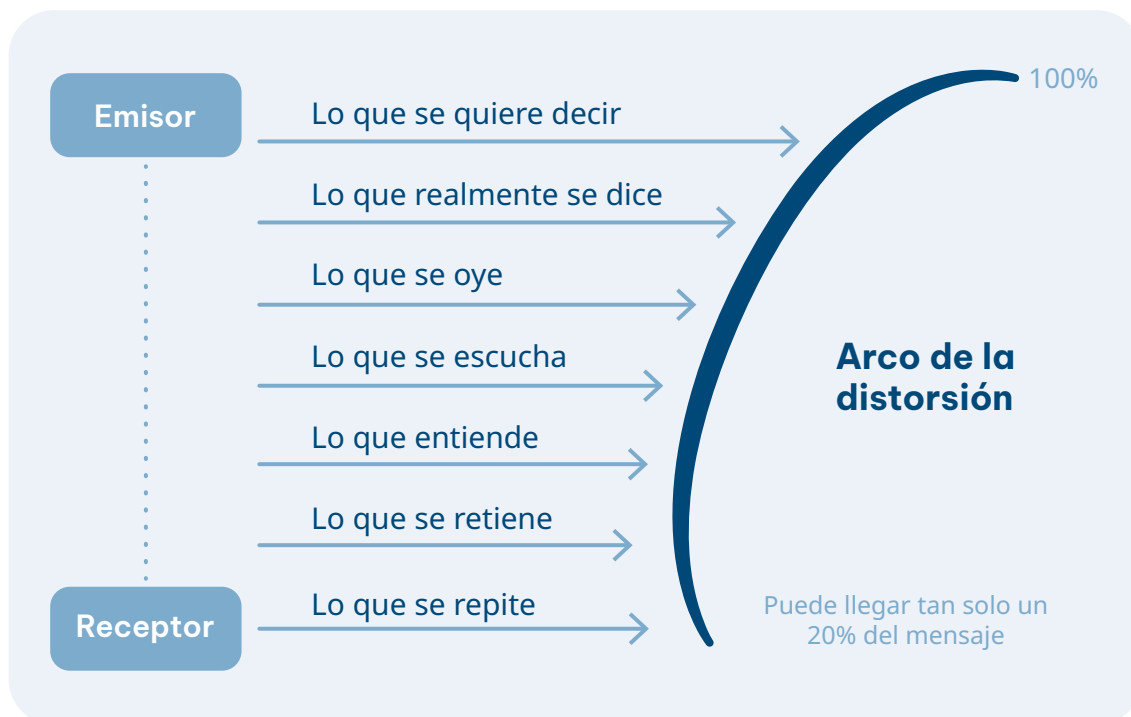 Emisor
Lo que se quiere decir
100%
Lo que realmente se dice
Lo que se oye
Lo que se escucha
Arco de la
distorsión
Lo que entiende
Lo que se retiene
Receptor
Lo que se repite
Puede llegar tan solo un
20% del mensaje